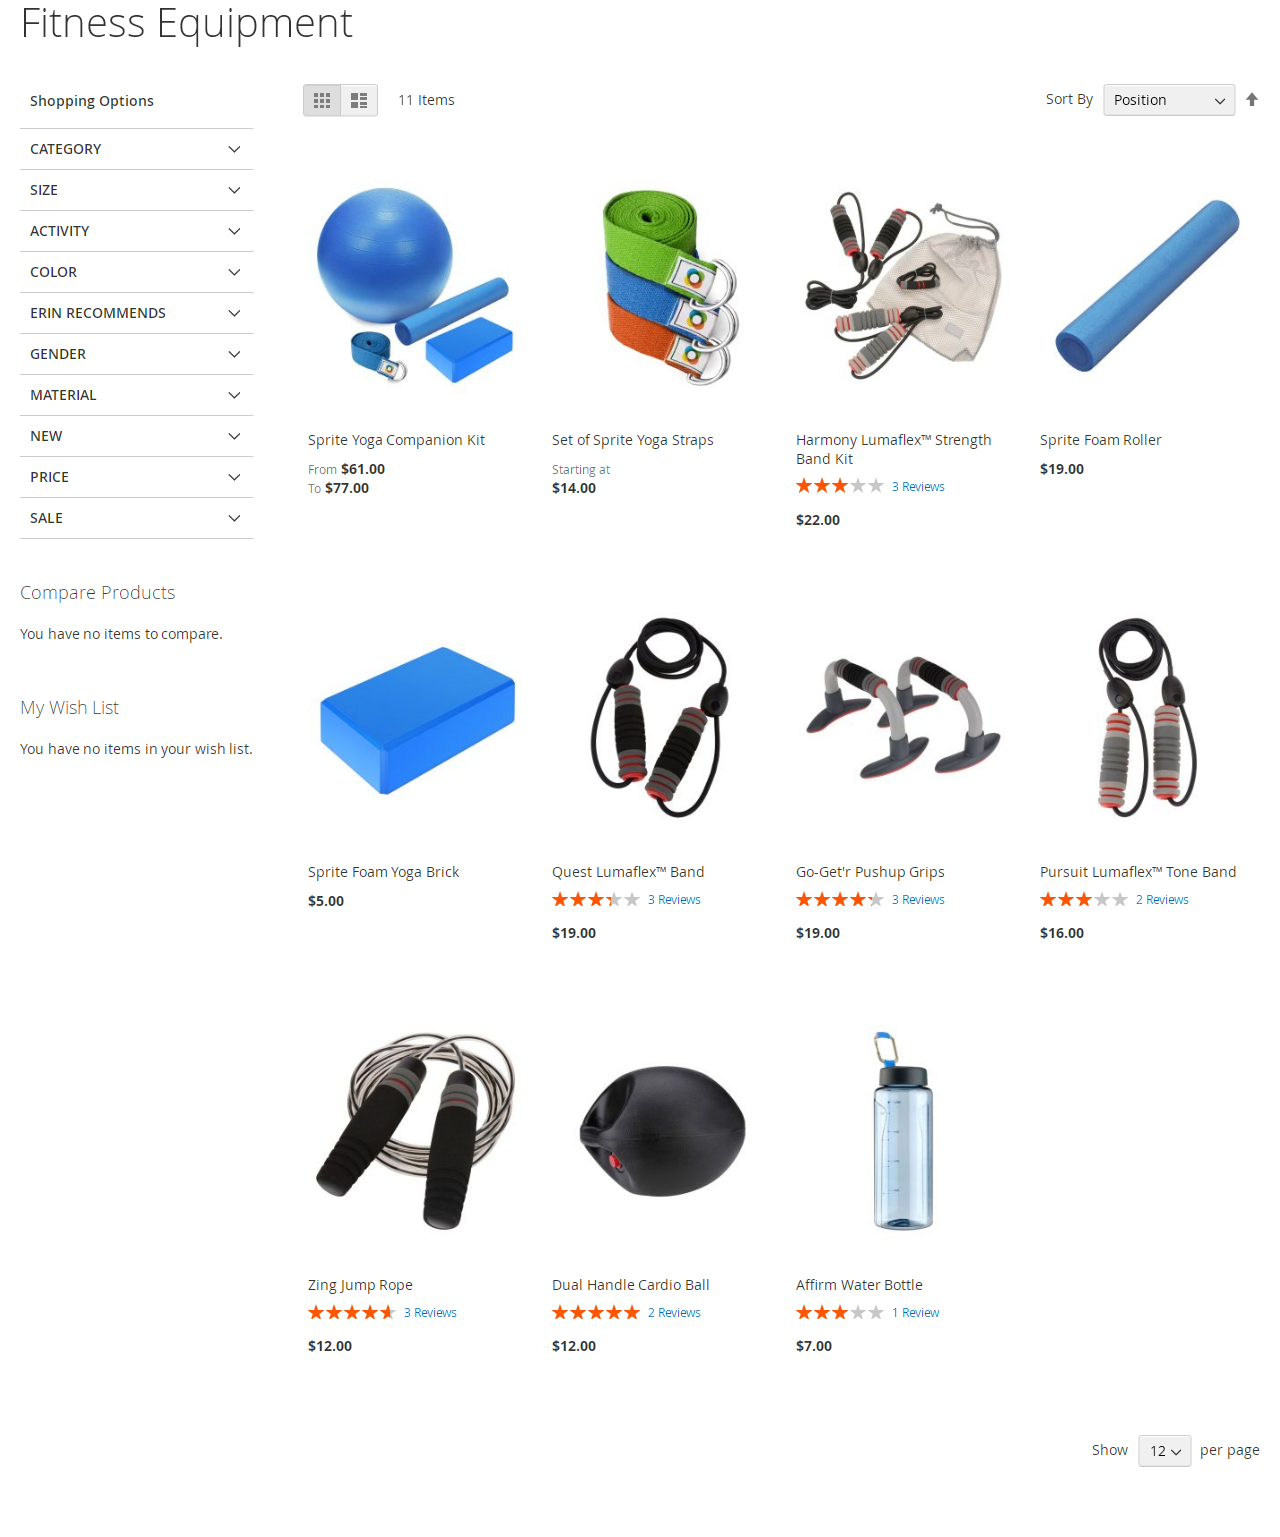 Fitness Equipment
Shopping Options
CATEGORY
SIZE
ACTIVITY
COLOR
ERIN RECOMMENDS
GENDER
MATERIAL
NEW
PRICE
SALE
Compare Products
You have no items to compare.
My Wish List
You have no items in your wish list.
11 Items
Sort By Position
Sprite Yoga Companion Kit
From $61.00
To $77.00
Set of Sprite Yoga Straps
Starting at
$14.00
Harmony Lumaflex™ Strength
Band Kit
3 Reviews
$22.00
Sprite Foam Roller
$19.00
Sprite Foam Yoga Brick
$5.00
Quest Lumaflex™ Band
3 Reviews
$19.00
Go-Get'r Pushup Grips
3 Reviews
$19.00
Pursuit Lumaflex™ Tone Band
2 Reviews
$16.00
Zing Jump Rope
3 Reviews
$12.00
Dual Handle Cardio Ball
2 Reviews
$12.00
Affirm Water Bottle
1 Review
$7.00
Show 12 per page